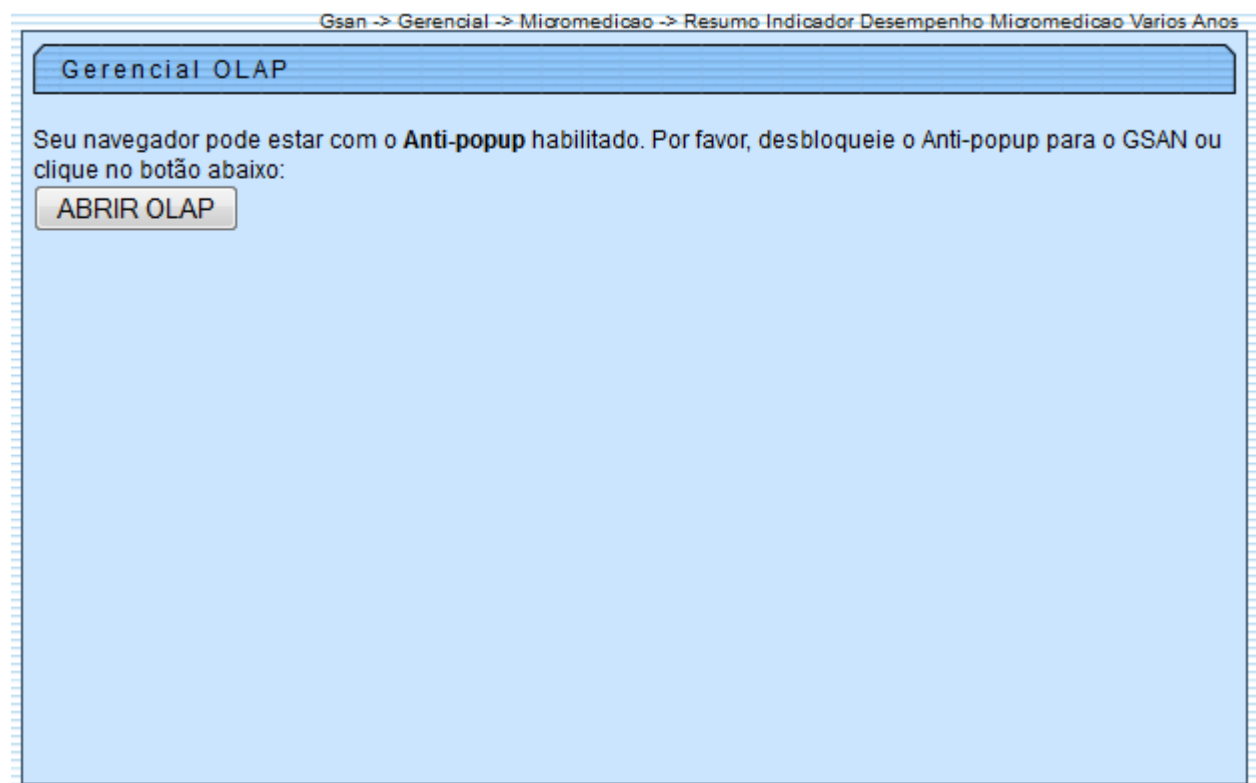 Gsan -> Gerencial -> Micromedicao -> Resumo Indicador Desempenho Micromedicao Varios Anos
Gerencial OLAP
Seu navegador pode estar com o Anti-popup habilitado. Por favor, desbloqueie o Anti-popup para o GSAN ou
clique no botão abaixo:
ABRIR OLAP